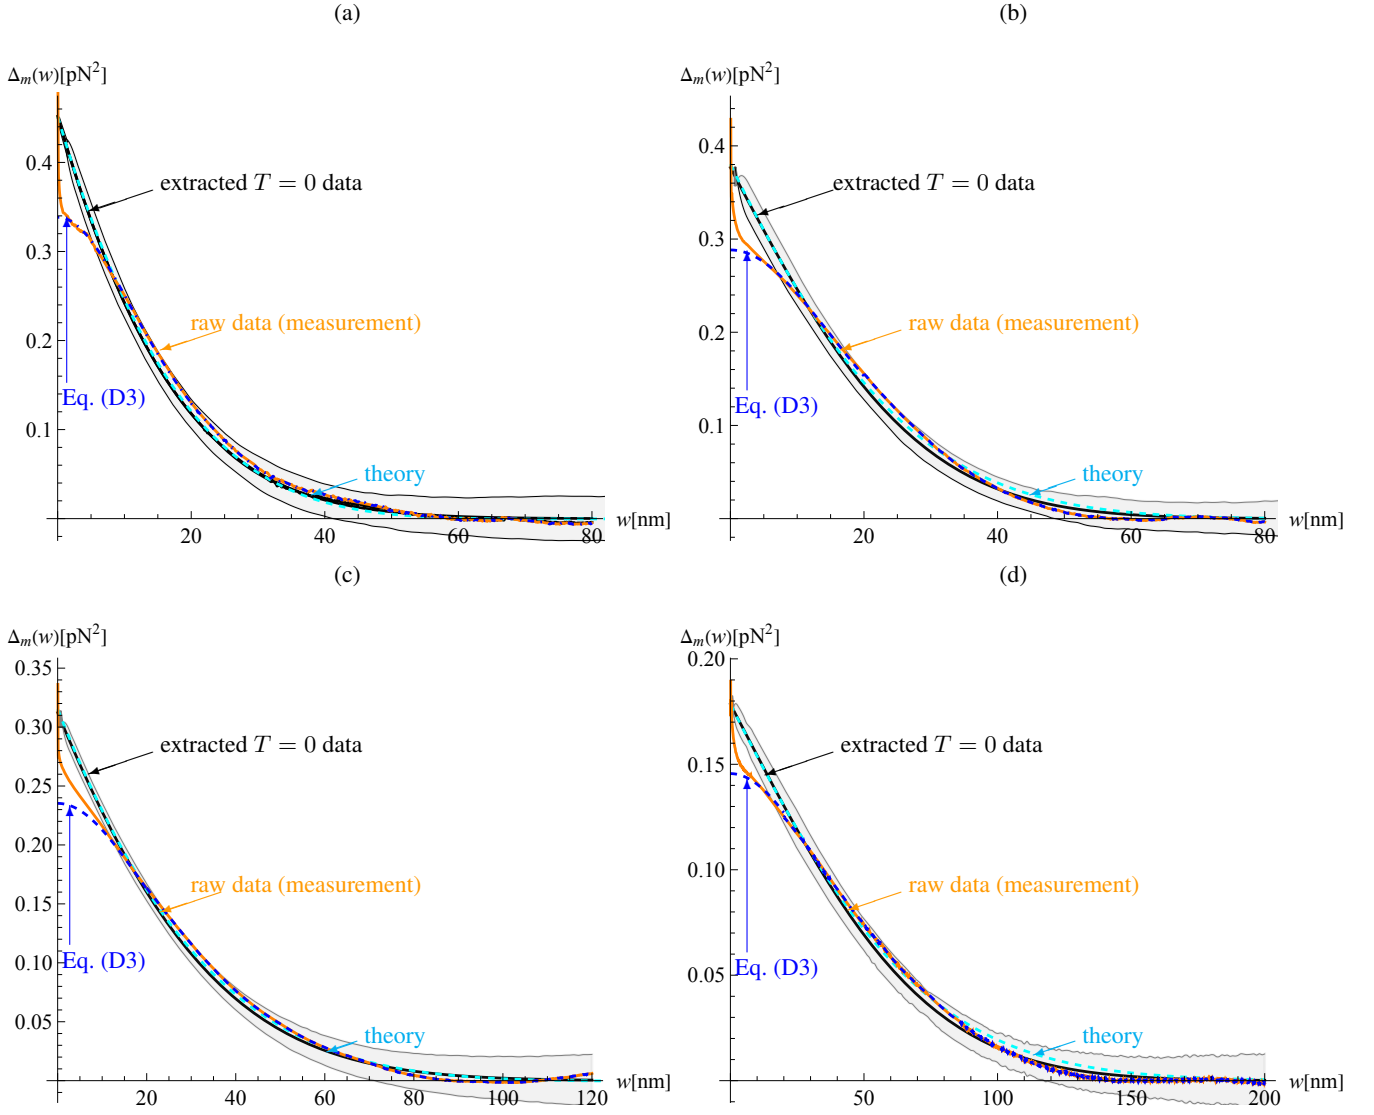 (a)
Δm(w)[pN²]
0.4
extracted T = 0 data
0.3
raw data (measurement)
0.2
Eq. (D3)
0.1
theory
w[nm]
20 40 60 80
(b)
Δm(w)[pN²]
0.4
extracted T = 0 data
0.3
raw data (measurement)
0.2
Eq. (D3)
0.1
theory
w[nm]
20 40 60 80
(c)
Δm(w)[pN²]
0.35
0.30
extracted T = 0 data
0.25
0.20
raw data (measurement)
0.15
0.10
Eq. (D3)
0.05
theory
w[nm]
20 40 60 80 100 120
(d)
Δm(w)[pN²]
0.20
extracted T = 0 data
0.15
0.10
raw data (measurement)
0.05
Eq. (D3)
theory
w[nm]
50 100 150 200